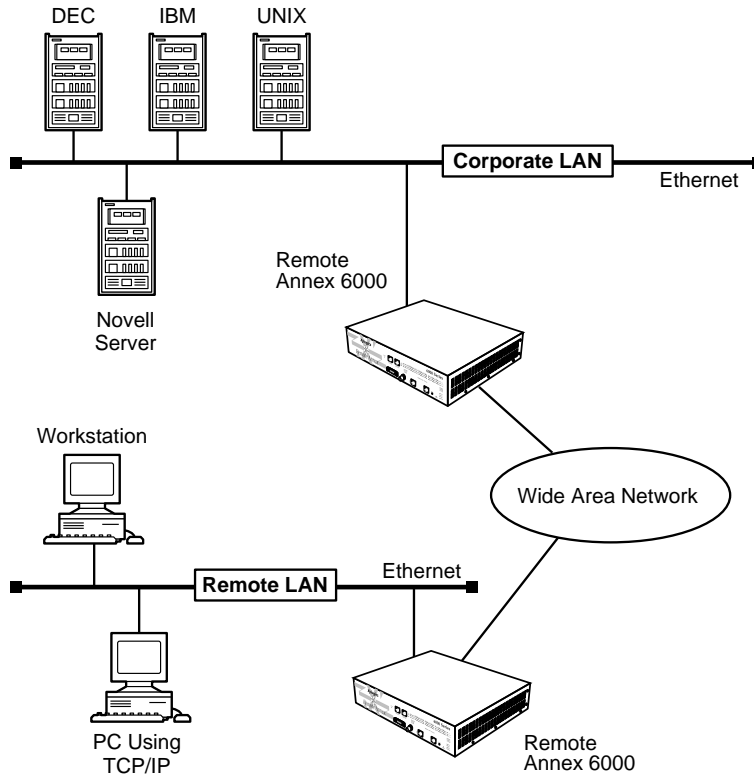 DEC
IBM
UNIX
Corporate LAN
Ethernet
Remote
Annex 6000
Novell
Server
Workstation
Wide Area Network
Ethernet
Remote LAN
PC Using
TCP/IP
Remote
Annex 6000